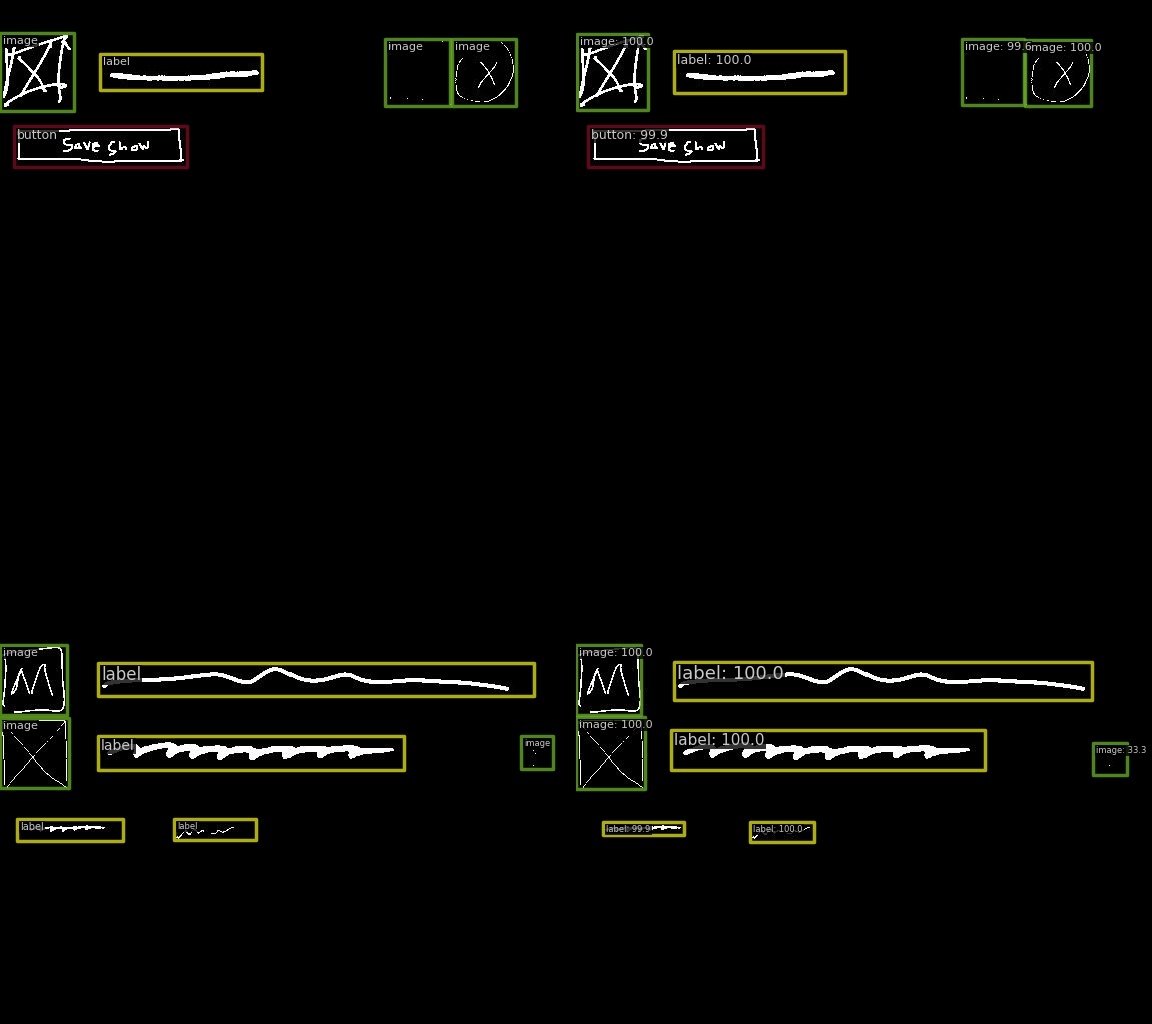 image label image image image: 100.0 label: 100.0 image: 99.6 image: 100.0
button Save Show button: 99.9 Save Show
image label image: 100.0 label: 100.0
image label image image: 100.0 label: 100.0 image: 33.3
label label label: 99.9 label: 100.0